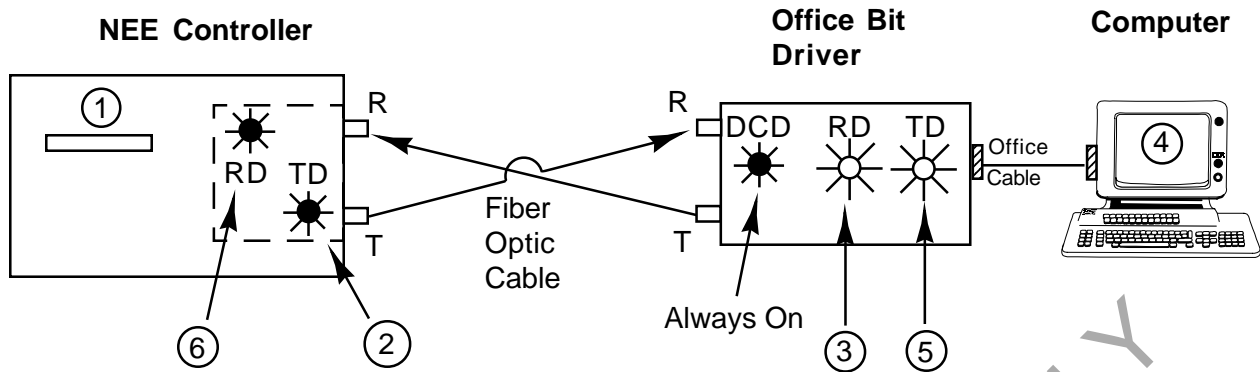 NEE Controller
Office Bit
Driver
Computer
1
R
RD
TD
T
Fiber
Optic
Cable
R
T
DCD
RD
TD
Office
Cable
4
Always On
6
2
3
5
Y